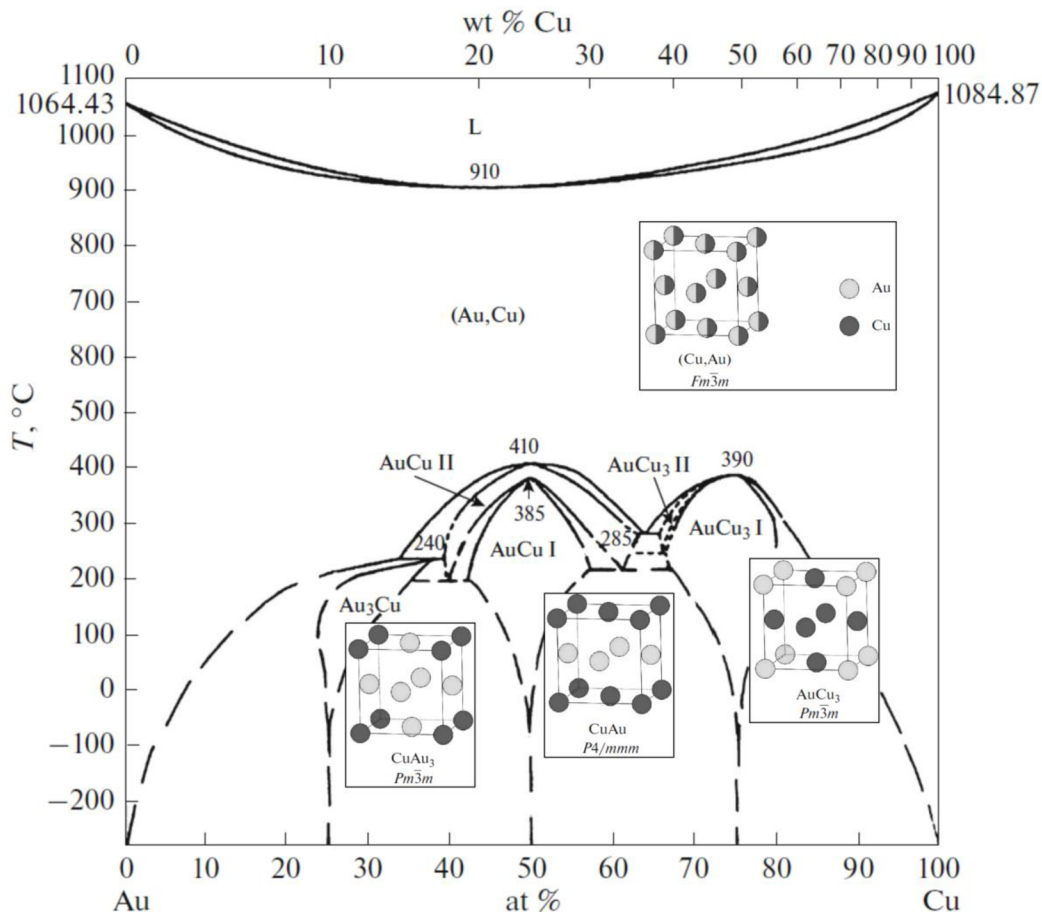 wt % Cu
0 10 20 30 40 50 60 70 80 90 100
1100
1064.43
1084.87
1000
L
910
900
800
Au
700
(Au,Cu)
Cu
600
(Cu,Au)
Fm3̅m
T, °C
500
410
390
400
AuCu II
AuCu₃ II
385
300
285
AuCu₃ I
240
AuCu I
200
Au₃Cu
100
0
AuCu₃
Pm3̅m
CuAu
P4/mmm
−100
CuAu₃
Pm3̅m
−200
0 10 20 30 40 50 60 70 80 90 100
Au at % Cu